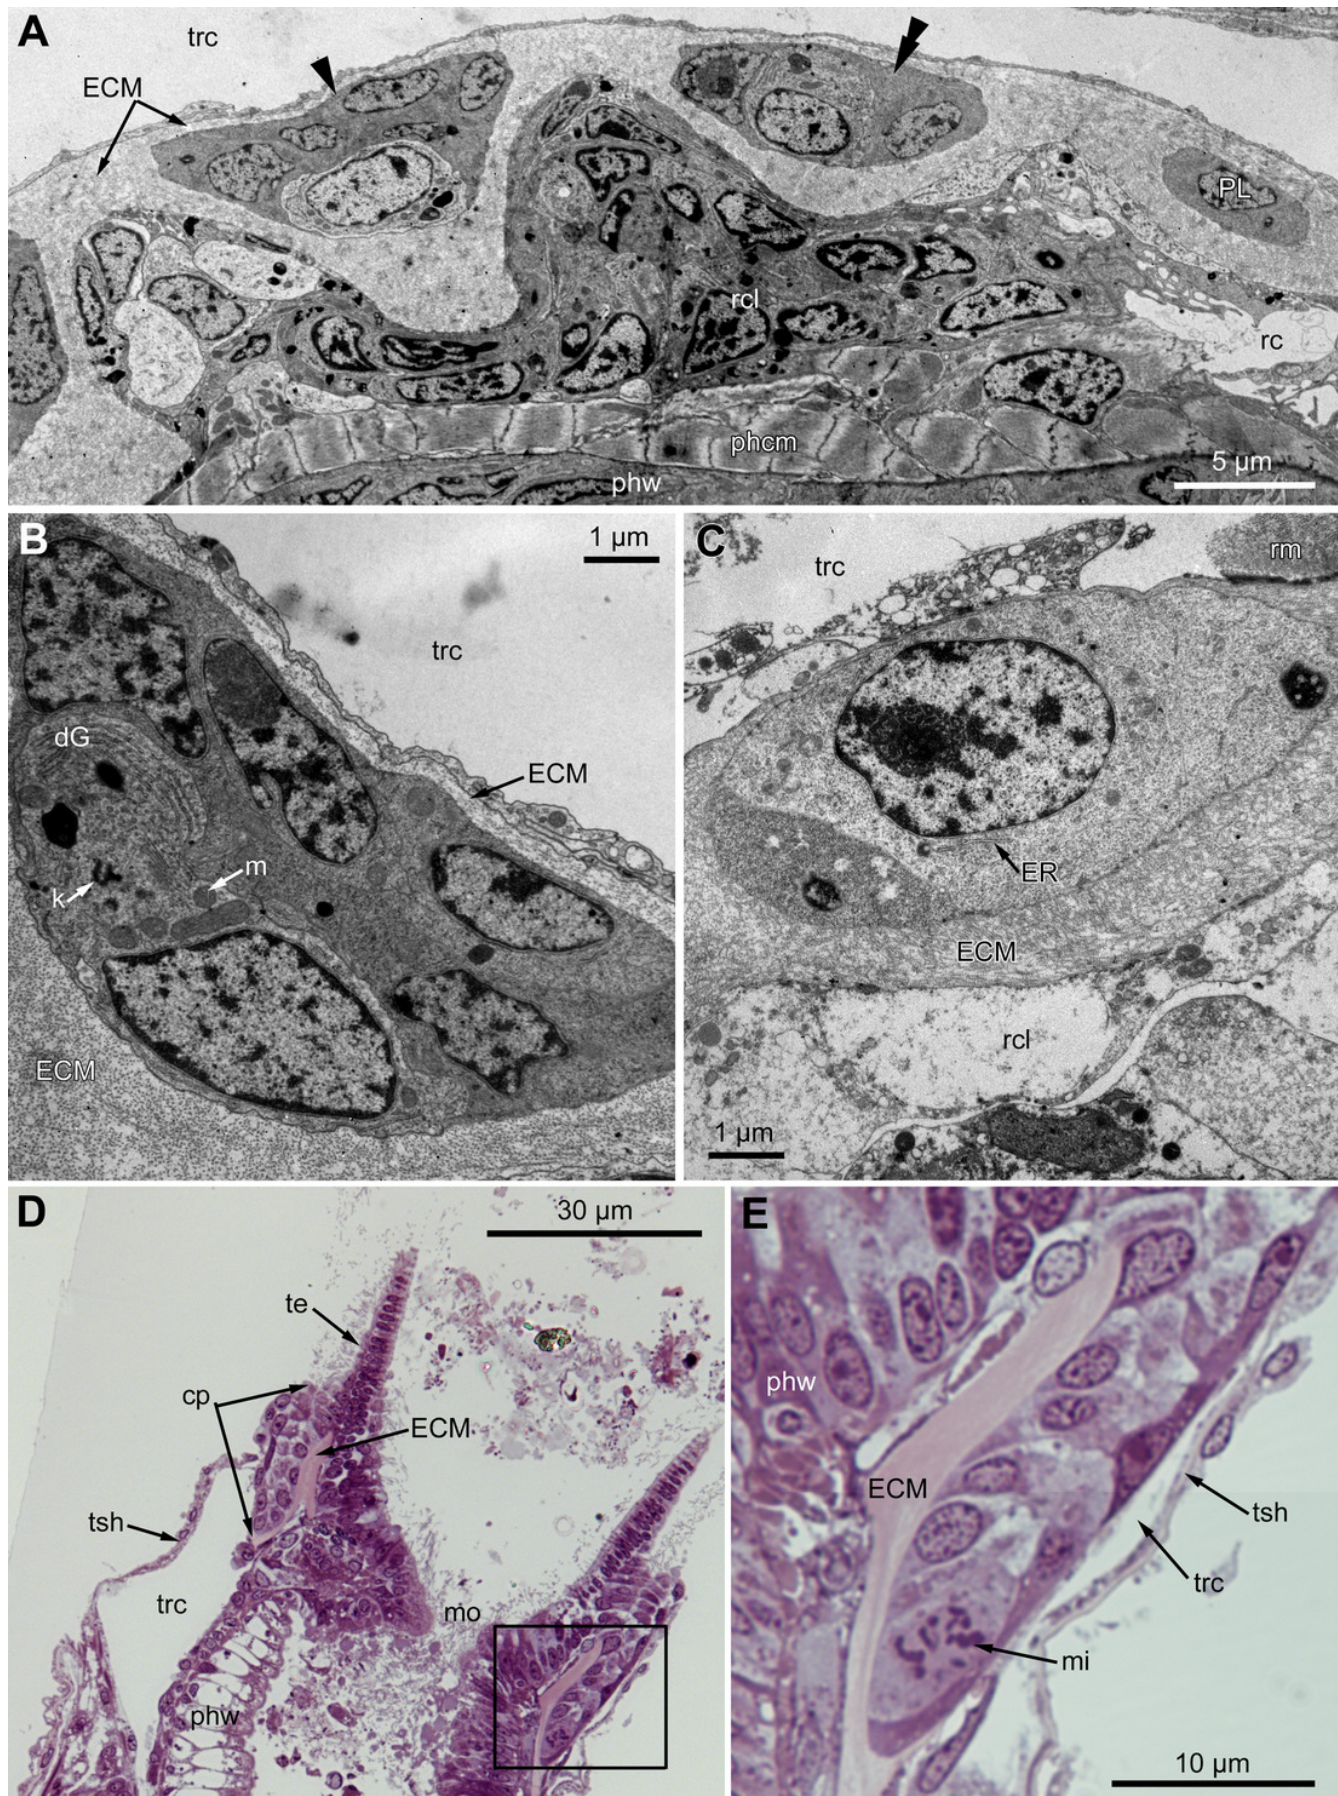 A
trc
ECM
PL
rcl
rc
phcm
5 µm
phw
B
1 µm
trc
dG
ECM
m
k
ECM
C
rm
trc
ER
ECM
rcl
1 µm
D
30 µm
te
cp
ECM
tsh
trc
mo
phw
E
phw
ECM
tsh
trc
mi
10 µm